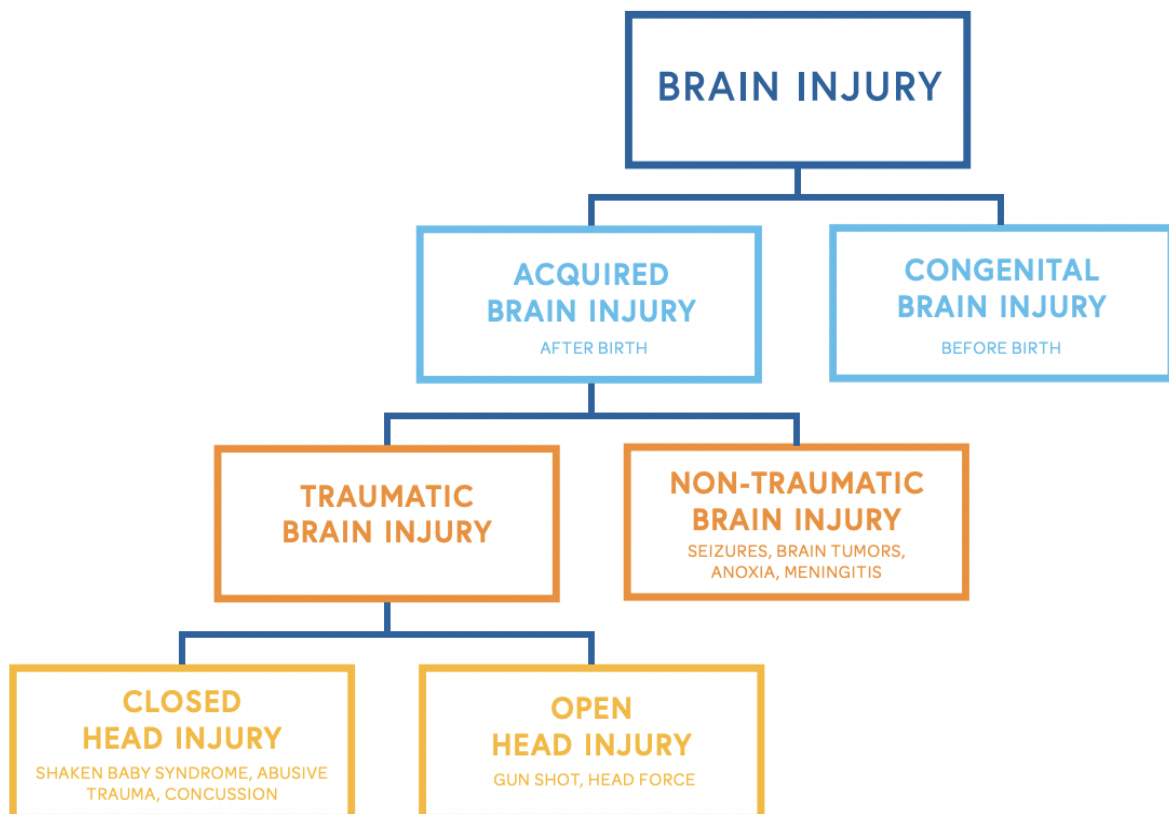 BRAIN INJURY
ACQUIRED
BRAIN INJURY
AFTER BIRTH
CONGENITAL
BRAIN INJURY
BEFORE BIRTH
TRAUMATIC
BRAIN INJURY
NON-TRAUMATIC
BRAIN INJURY
SEIZURES, BRAIN TUMORS,
ANOXIA, MENINGITIS
CLOSED
HEAD INJURY
SHAKEN BABY SYNDROME, ABUSIVE
TRAUMA, CONCUSSION
OPEN
HEAD INJURY
GUN SHOT, HEAD FORCE